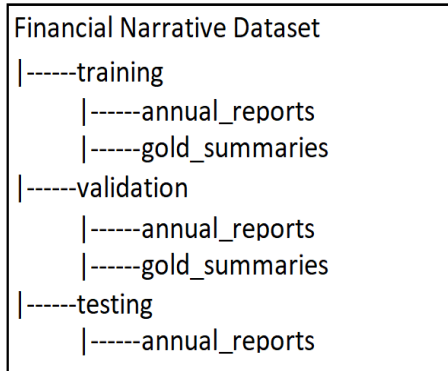 Financial Narrative Dataset
|------training
|------annual_reports
|------gold_summaries
|------validation
|------annual_reports
|------gold_summaries
|------testing
|------annual_reports